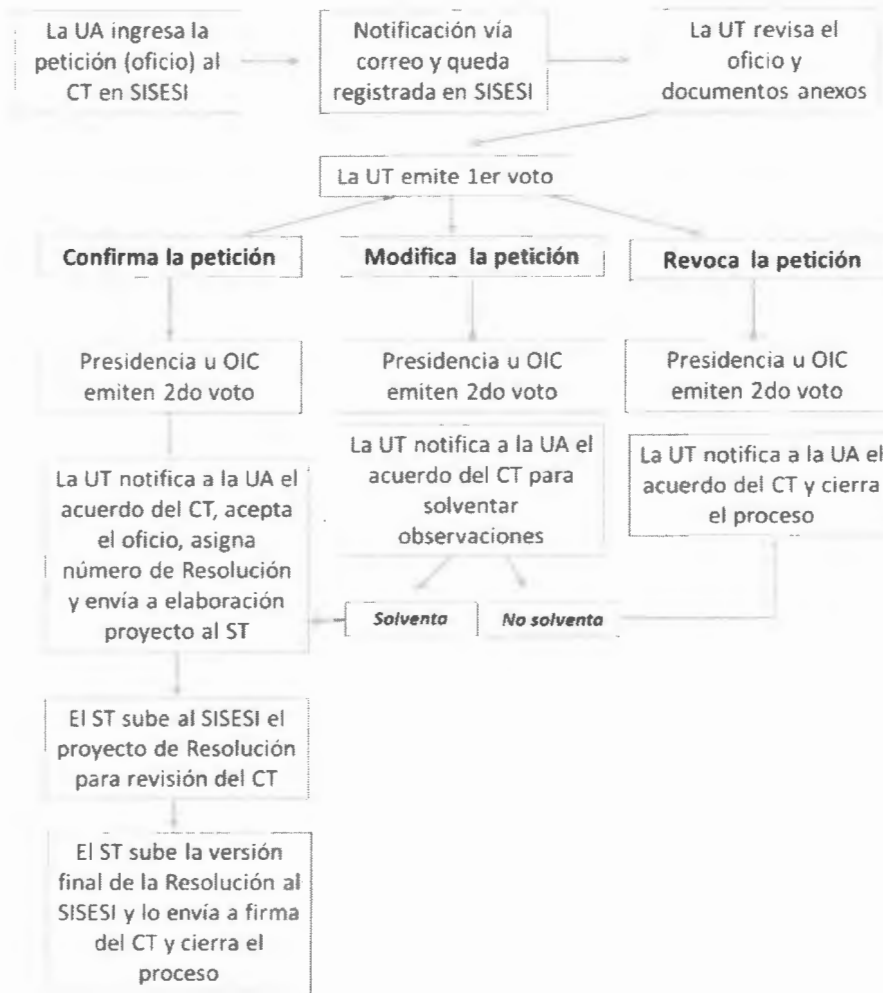 La UA ingresa la
petición (oficio) al
CT en SISESI
Notificación vía
correo y queda
registrada en SISESI
La UT revisa el
oficio y
documentos anexos
La UT emite 1er voto
Confirma la petición
Modifica la petición
Revoca la petición
Presidencia u OIC
emiten 2do voto
Presidencia u OIC
emiten 2do voto
Presidencia u OIC
emiten 2do voto
La UT notifica a la UA el
acuerdo del CT, acepta
el oficio, asigna
número de Resolución
y envía a elaboración
proyecto al ST
La UT notifica a la UA el
acuerdo del CT para
solventar
observaciones
La UT notifica a la UA el
acuerdo del CT y cierra
el proceso
Solventa
No solventa
El ST sube al SISESI el
proyecto de Resolución
para revisión del CT
El ST sube la versión
final de la Resolución al
SISESI y lo envía a firma
del CT y cierra el
proceso